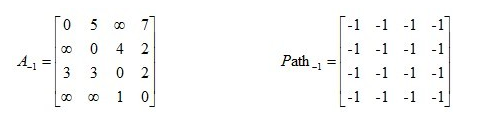 A₋₁ = [0 5 ∞ 7
∞ 0 4 2
3 3 0 2
∞ ∞ 1 0]
Path₋₁ = [-1 -1 -1 -1
-1 -1 -1 -1
-1 -1 -1 -1
-1 -1 -1 -1]